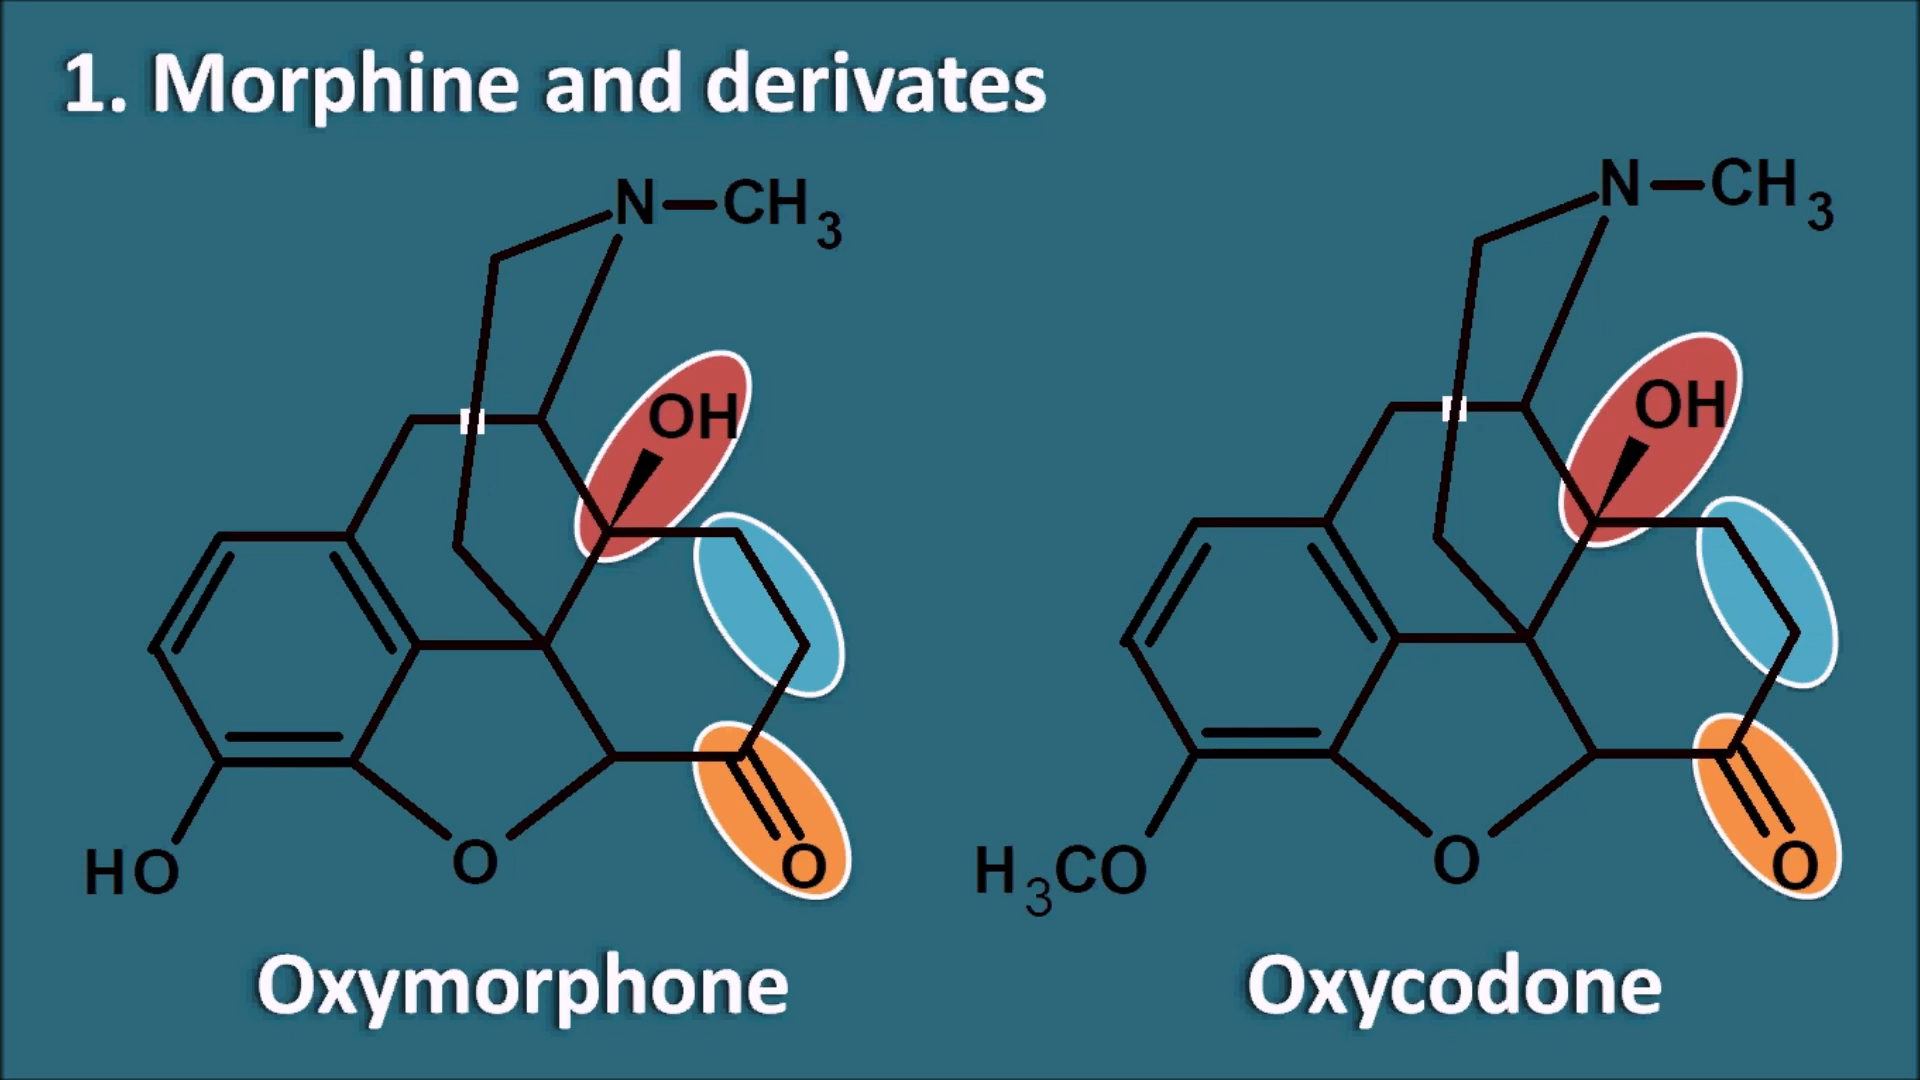 1. Morphine and derivates
N—CH3
N—CH3
OH
OH
HO
O
O
H3CO
O
O
Oxymorphone
Oxycodone